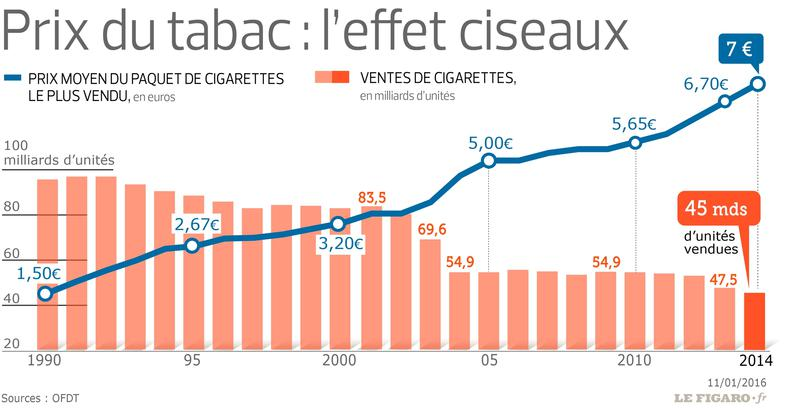 Prix du tabac : l'effet ciseaux
PRIX MOYEN DU PAQUET DE CIGARETTES
LE PLUS VENDU, en euros
VENTES DE CIGARETTES,
en milliards d'unités
7 €
6,70€
5,65€
5,00€
100
milliards d'unités
83,5
80
2,67€
3,20€
69,6
45 mds
d'unités
vendues
60
54,9
54,9
47,5
1,50€
40
20
1990
95
2000
05
2010
2014
11/01/2016
Sources : OFDT
LE FIGARO·fr